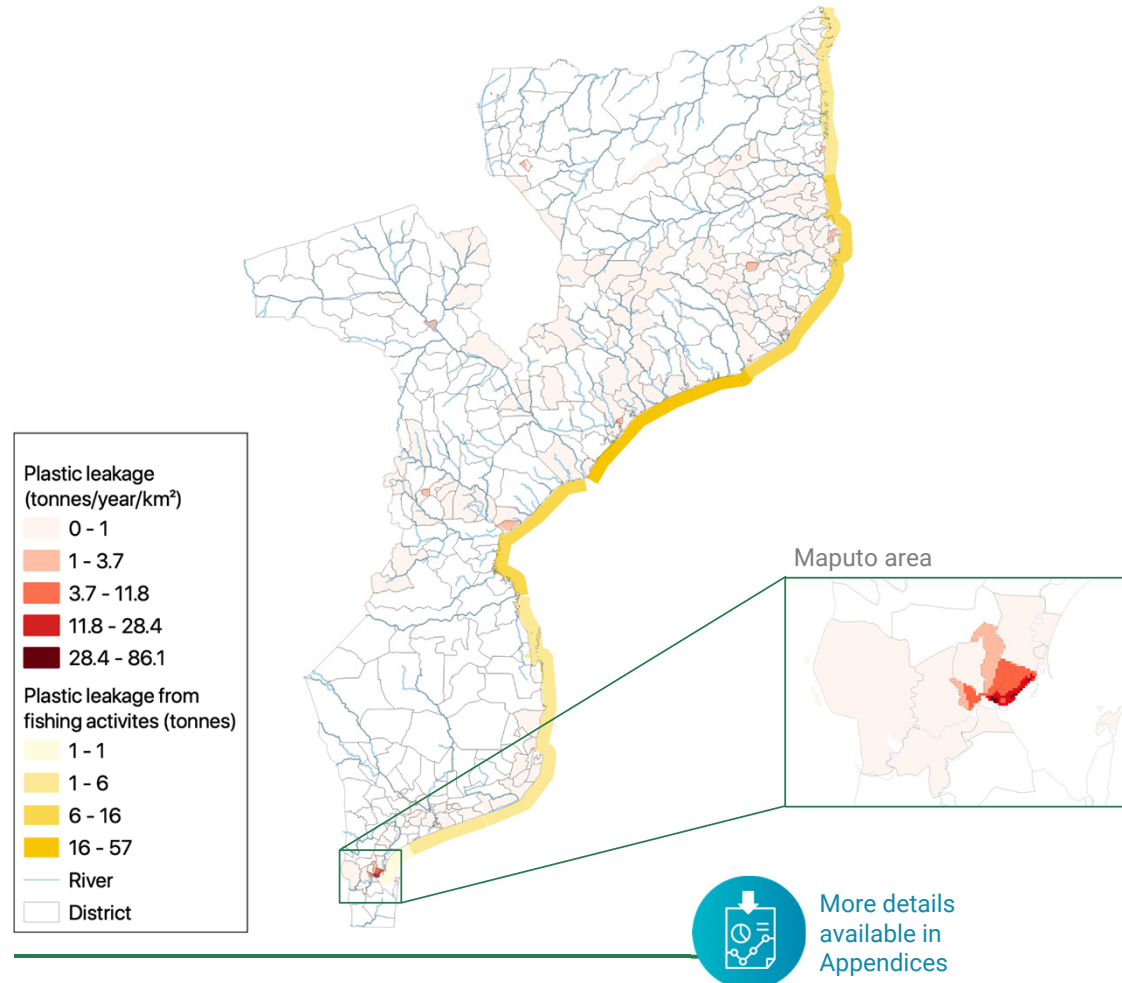 Plastic leakage
(tonnes/year/km²)
0 - 1
1 - 3.7
3.7 - 11.8
11.8 - 28.4
28.4 - 86.1
Plastic leakage from
fishing activites (tonnes)
1 - 1
1 - 6
6 - 16
16 - 57
River
District
Maputo area
More details
available in
Appendices